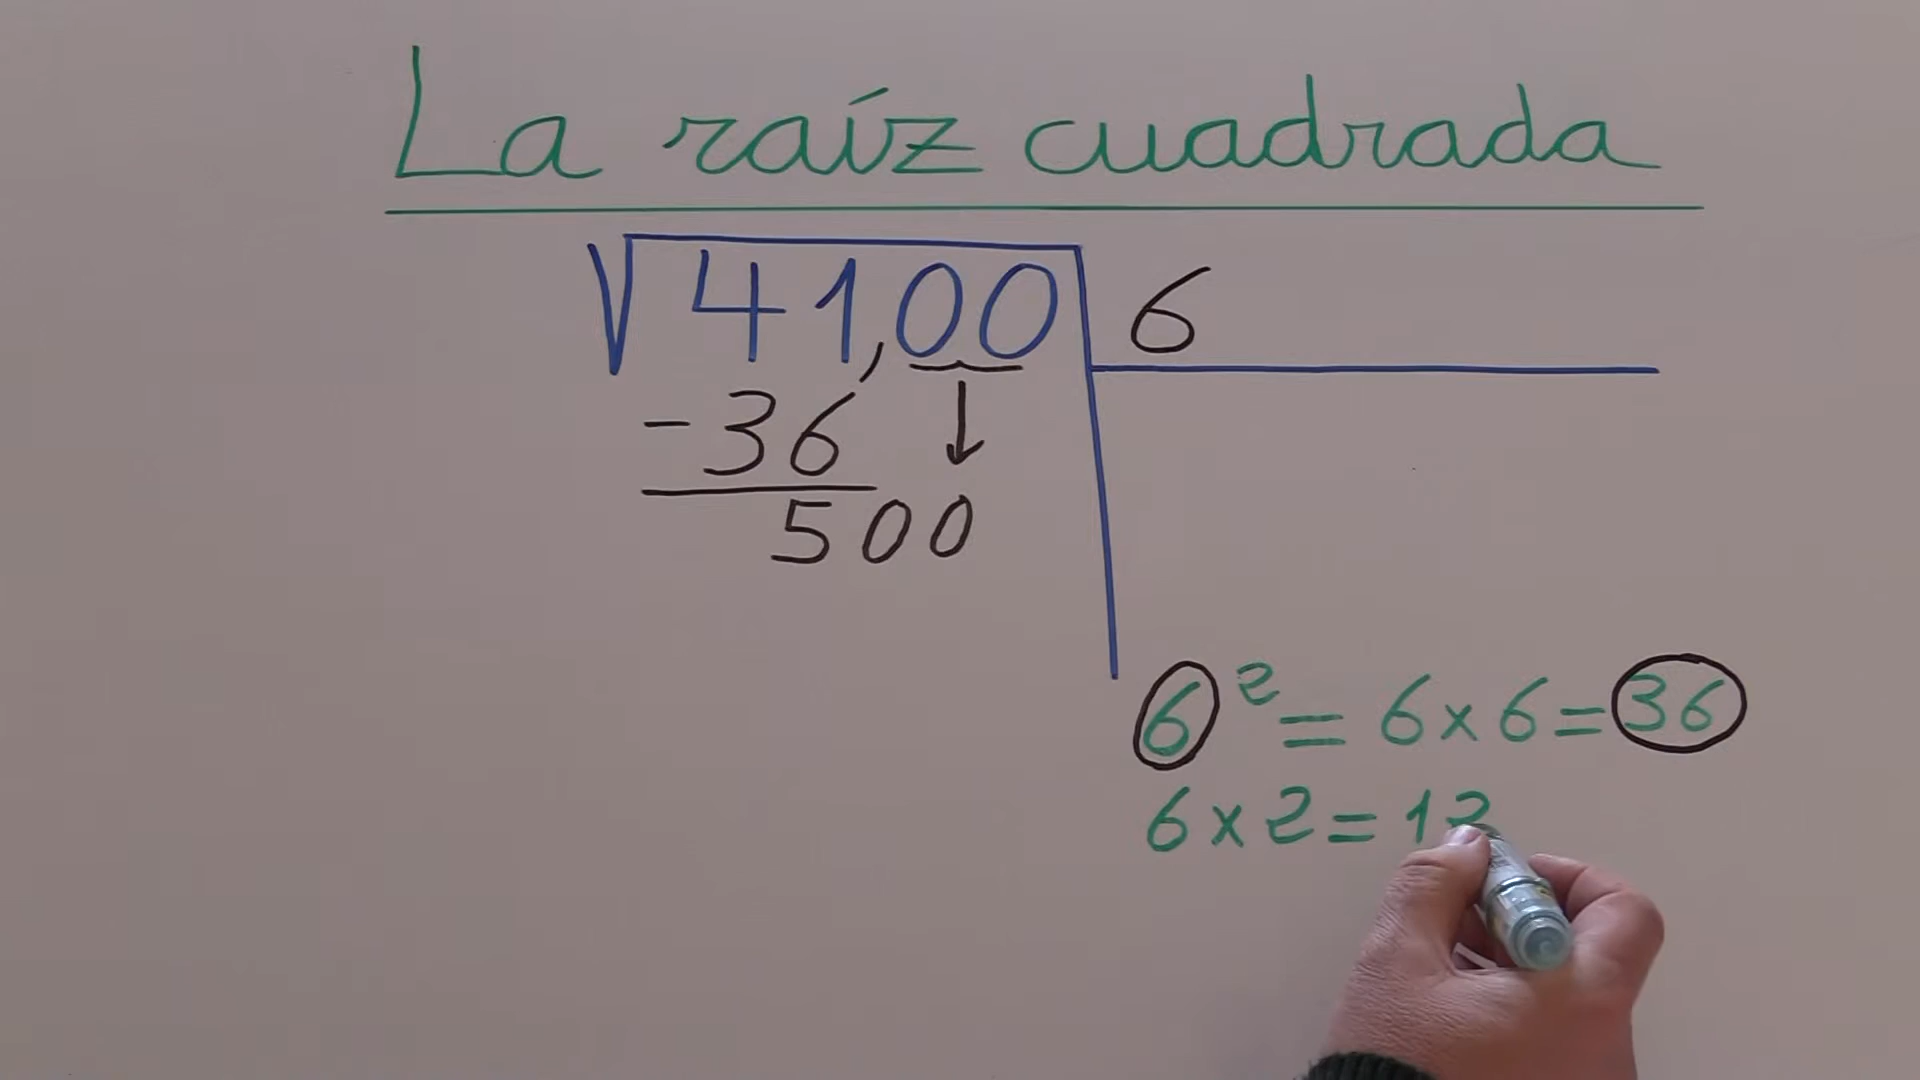 La raíz cuadrada
√41,00 6
-36 ↓
500
6² = 6 x 6 = 36
6 x 2 = 12